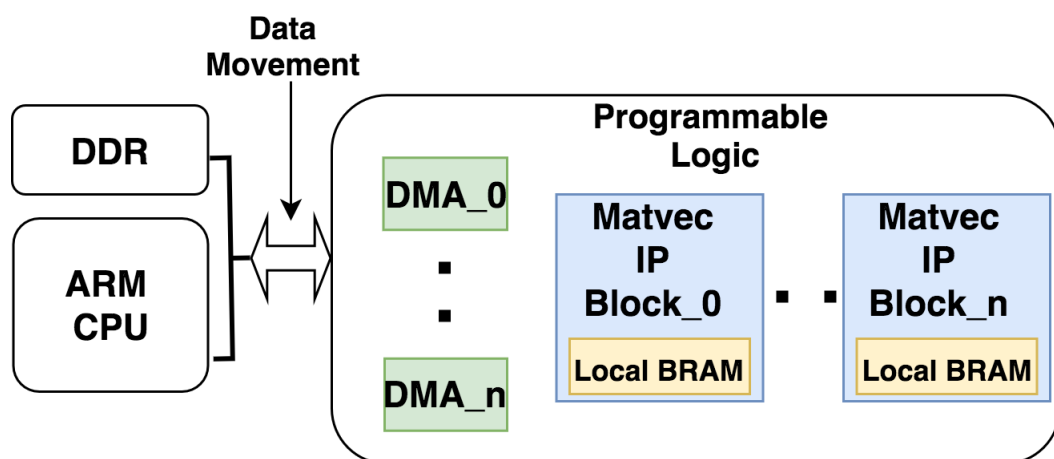 Data
Movement
DDR
ARM
CPU
Programmable
Logic
DMA_0
DMA_n
Matvec
IP
Block_0
Local BRAM
Matvec
IP
Block_n
Local BRAM